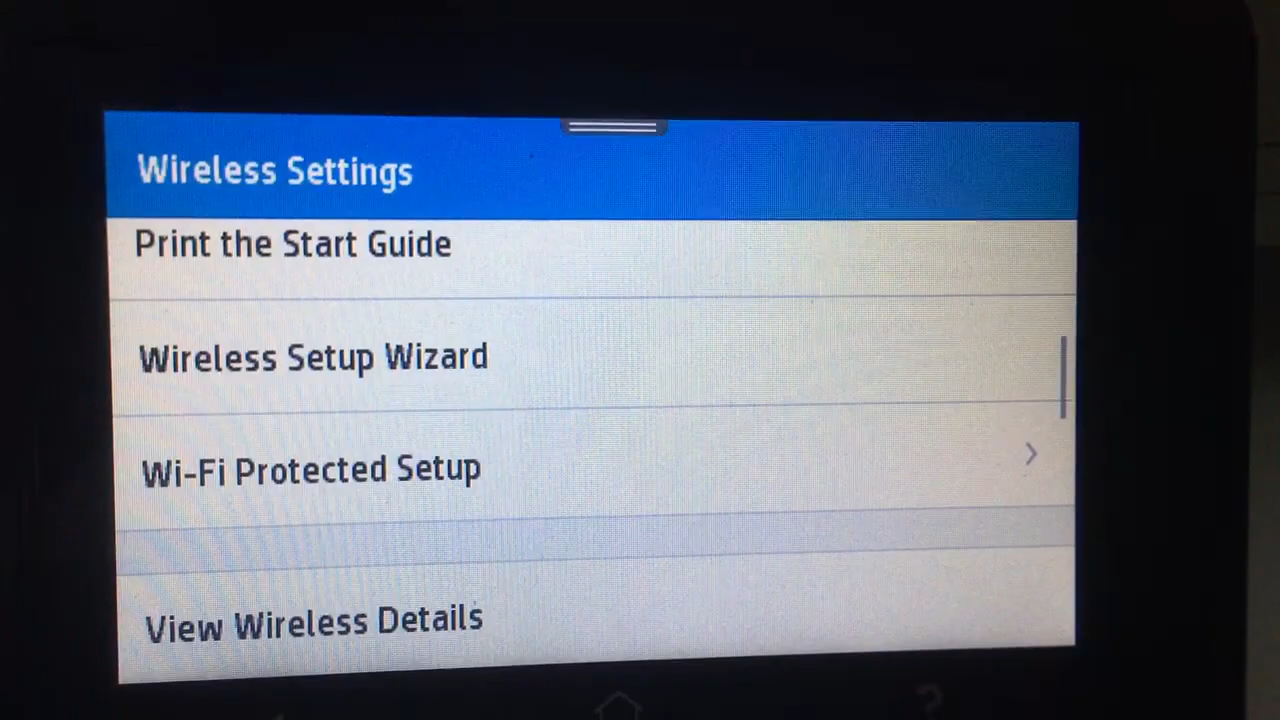 Wireless Settings
Print the Start Guide
Wireless Setup Wizard
Wi-Fi Protected Setup
View Wireless Details
?